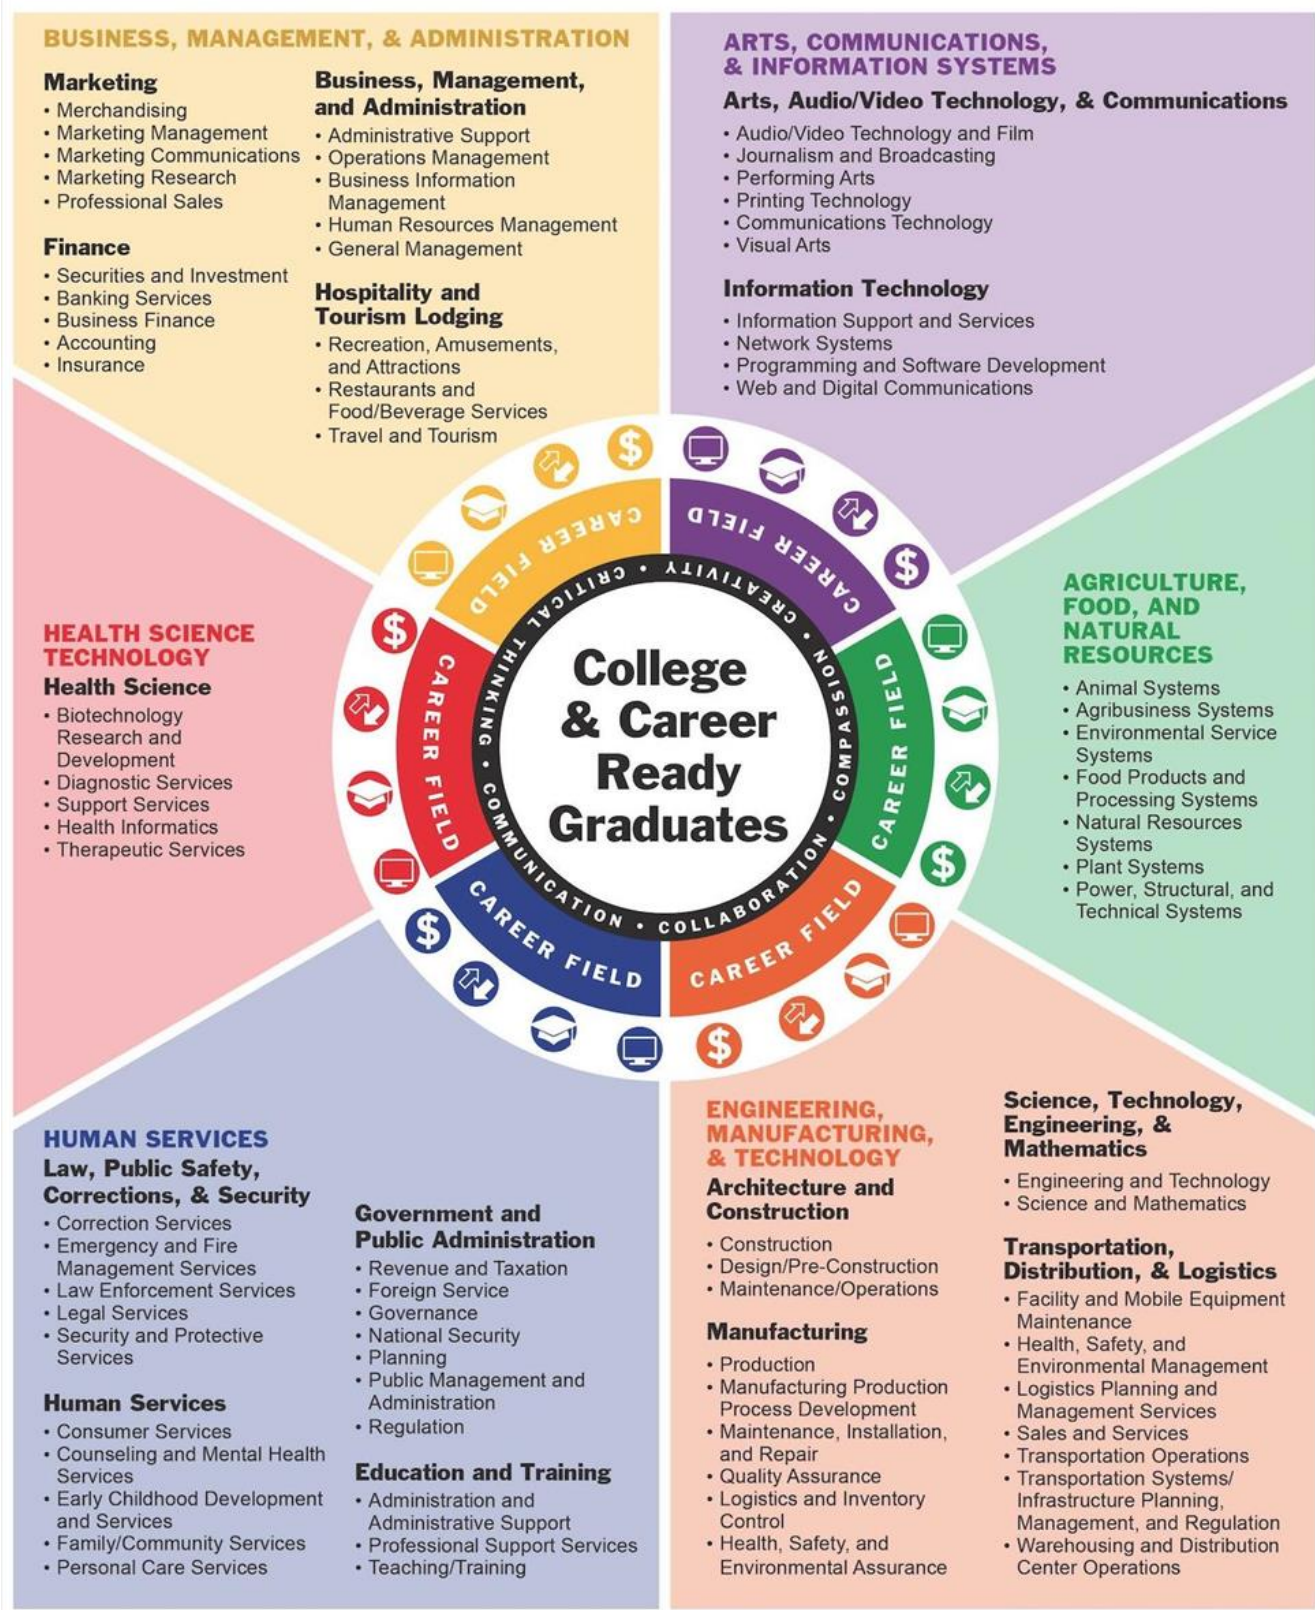 BUSINESS, MANAGEMENT, & ADMINISTRATION
Marketing
• Merchandising
• Marketing Management
• Marketing Communications
• Marketing Research
• Professional Sales
Finance
• Securities and Investment
• Banking Services
• Business Finance
• Accounting
• Insurance
Business, Management,
and Administration
• Administrative Support
• Operations Management
• Business Information
Management
• Human Resources Management
• General Management
Hospitality and
Tourism Lodging
• Recreation, Amusements,
and Attractions
• Restaurants and
Food/Beverage Services
• Travel and Tourism
ARTS, COMMUNICATIONS,
& INFORMATION SYSTEMS
Arts, Audio/Video Technology, & Communications
• Audio/Video Technology and Film
• Journalism and Broadcasting
• Performing Arts
• Printing Technology
• Communications Technology
• Visual Arts
Information Technology
• Information Support and Services
• Network Systems
• Programming and Software Development
• Web and Digital Communications
HEALTH SCIENCE
TECHNOLOGY
Health Science
• Biotechnology
Research and
Development
• Diagnostic Services
• Support Services
• Health Informatics
• Therapeutic Services
$
$
$
$
$
$
CAREER FIELD
CAREER FIELD
CAREER FIELD
CAREER FIELD
CAREER FIELD
CAREER FIELD
CRITICAL THINKING • COMMUNICATION • COLLABORATION • COMPASSION • CREATIVITY •
College
& Career
Ready
Graduates
AGRICULTURE,
FOOD, AND
NATURAL
RESOURCES
• Animal Systems
• Agribusiness Systems
• Environmental Service
Systems
• Food Products and
Processing Systems
• Natural Resources
Systems
• Plant Systems
• Power, Structural, and
Technical Systems
HUMAN SERVICES
Law, Public Safety,
Corrections, & Security
• Correction Services
• Emergency and Fire
Management Services
• Law Enforcement Services
• Legal Services
• Security and Protective
Services
Human Services
• Consumer Services
• Counseling and Mental Health
Services
• Early Childhood Development
and Services
• Family/Community Services
• Personal Care Services
Government and
Public Administration
• Revenue and Taxation
• Foreign Service
• Governance
• National Security
• Planning
• Public Management and
Administration
• Regulation
Education and Training
• Administration and
Administrative Support
• Professional Support Services
• Teaching/Training
ENGINEERING,
MANUFACTURING,
& TECHNOLOGY
Architecture and
Construction
• Construction
• Design/Pre-Construction
• Maintenance/Operations
Manufacturing
• Production
• Manufacturing Production
Process Development
• Maintenance, Installation,
and Repair
• Quality Assurance
• Logistics and Inventory
Control
• Health, Safety, and
Environmental Assurance
Science, Technology,
Engineering, &
Mathematics
• Engineering and Technology
• Science and Mathematics
Transportation,
Distribution, & Logistics
• Facility and Mobile Equipment
Maintenance
• Health, Safety, and
Environmental Management
• Logistics Planning and
Management Services
• Sales and Services
• Transportation Operations
• Transportation Systems/
Infrastructure Planning,
Management, and Regulation
• Warehousing and Distribution
Center Operations